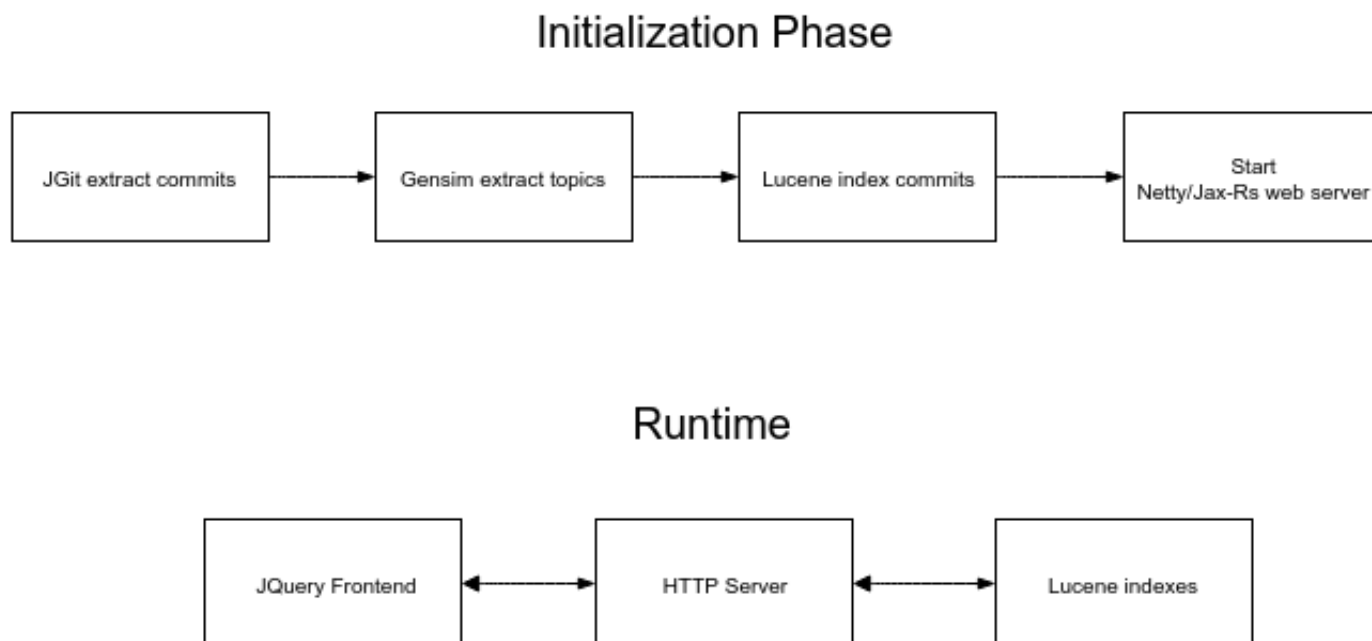 Initialization Phase
JGit extract commits
Gensim extract topics
Lucene index commits
Start
Netty/Jax-Rs web server
Runtime
JQuery Frontend
HTTP Server
Lucene indexes